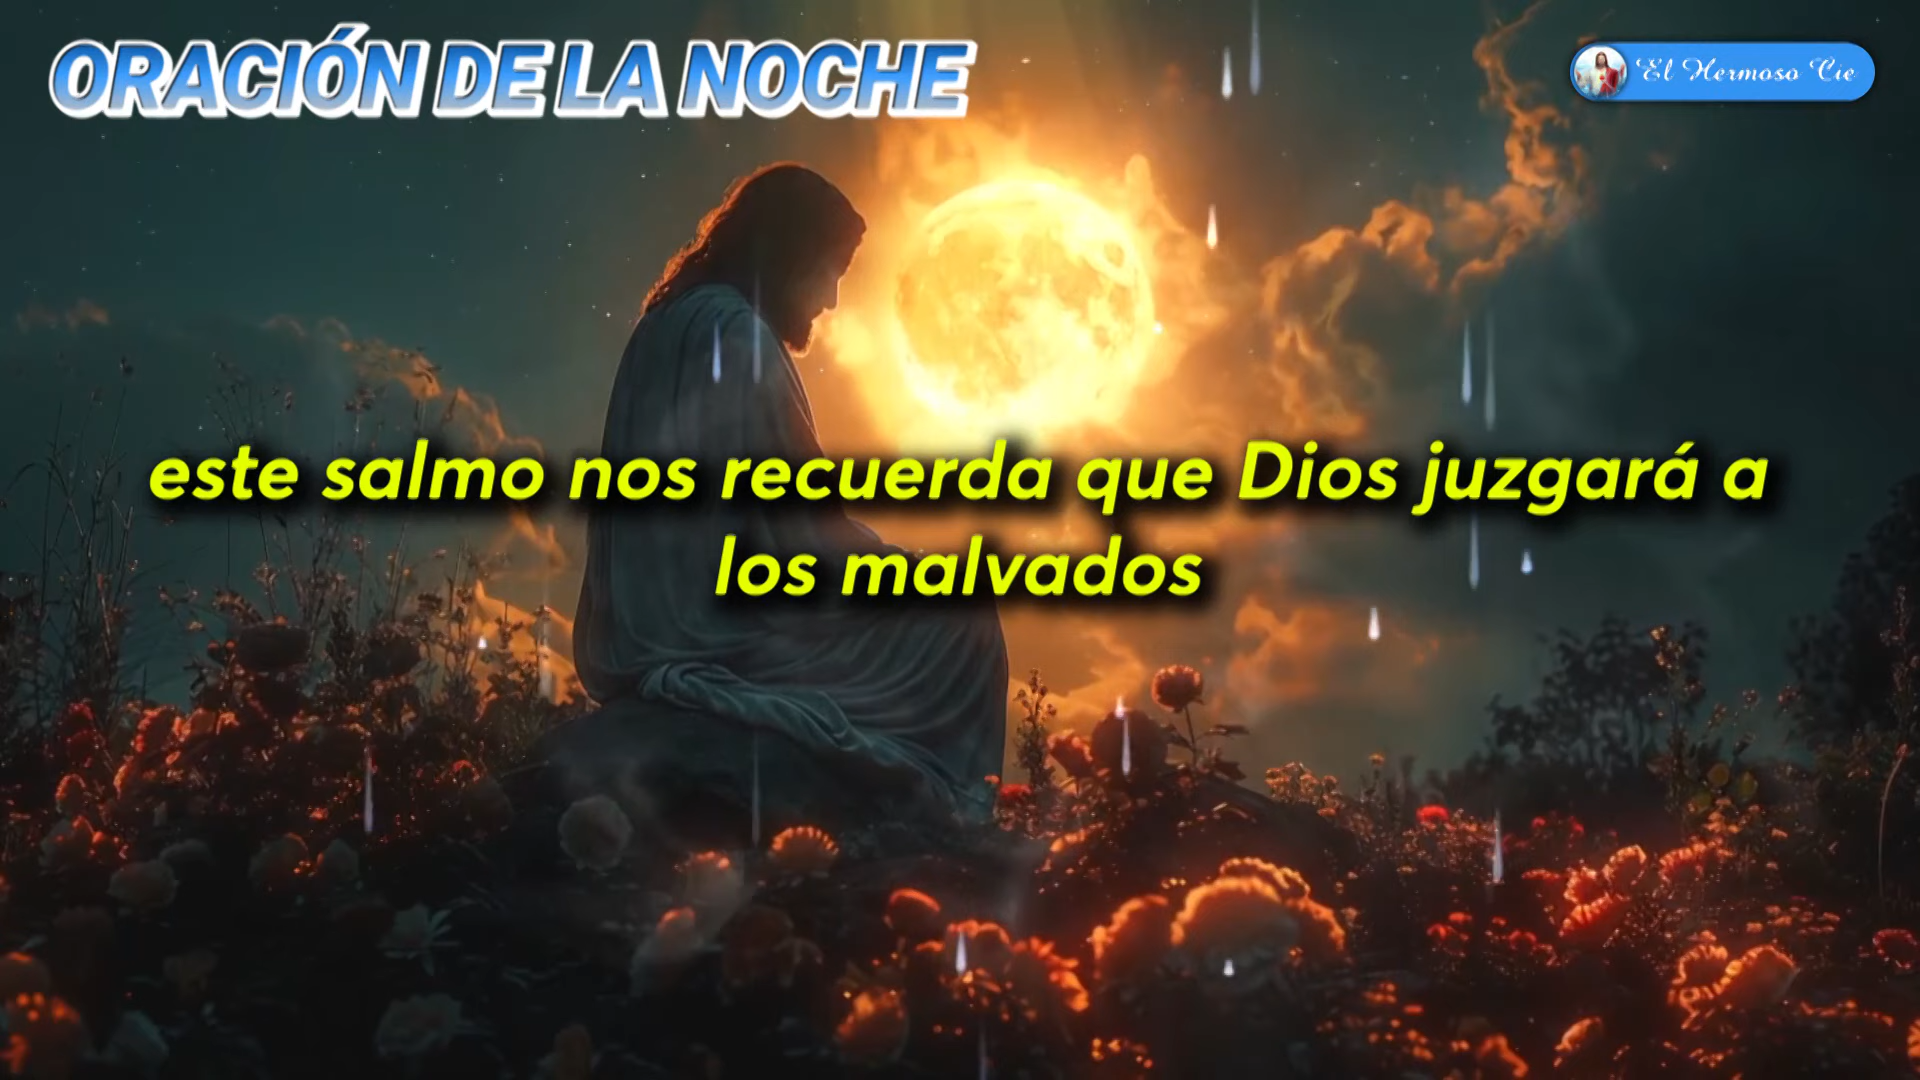 ORACIÓN DE LA NOCHE
El Hermoso Cie
este salmo nos recuerda que Dios juzgará a
los malvados